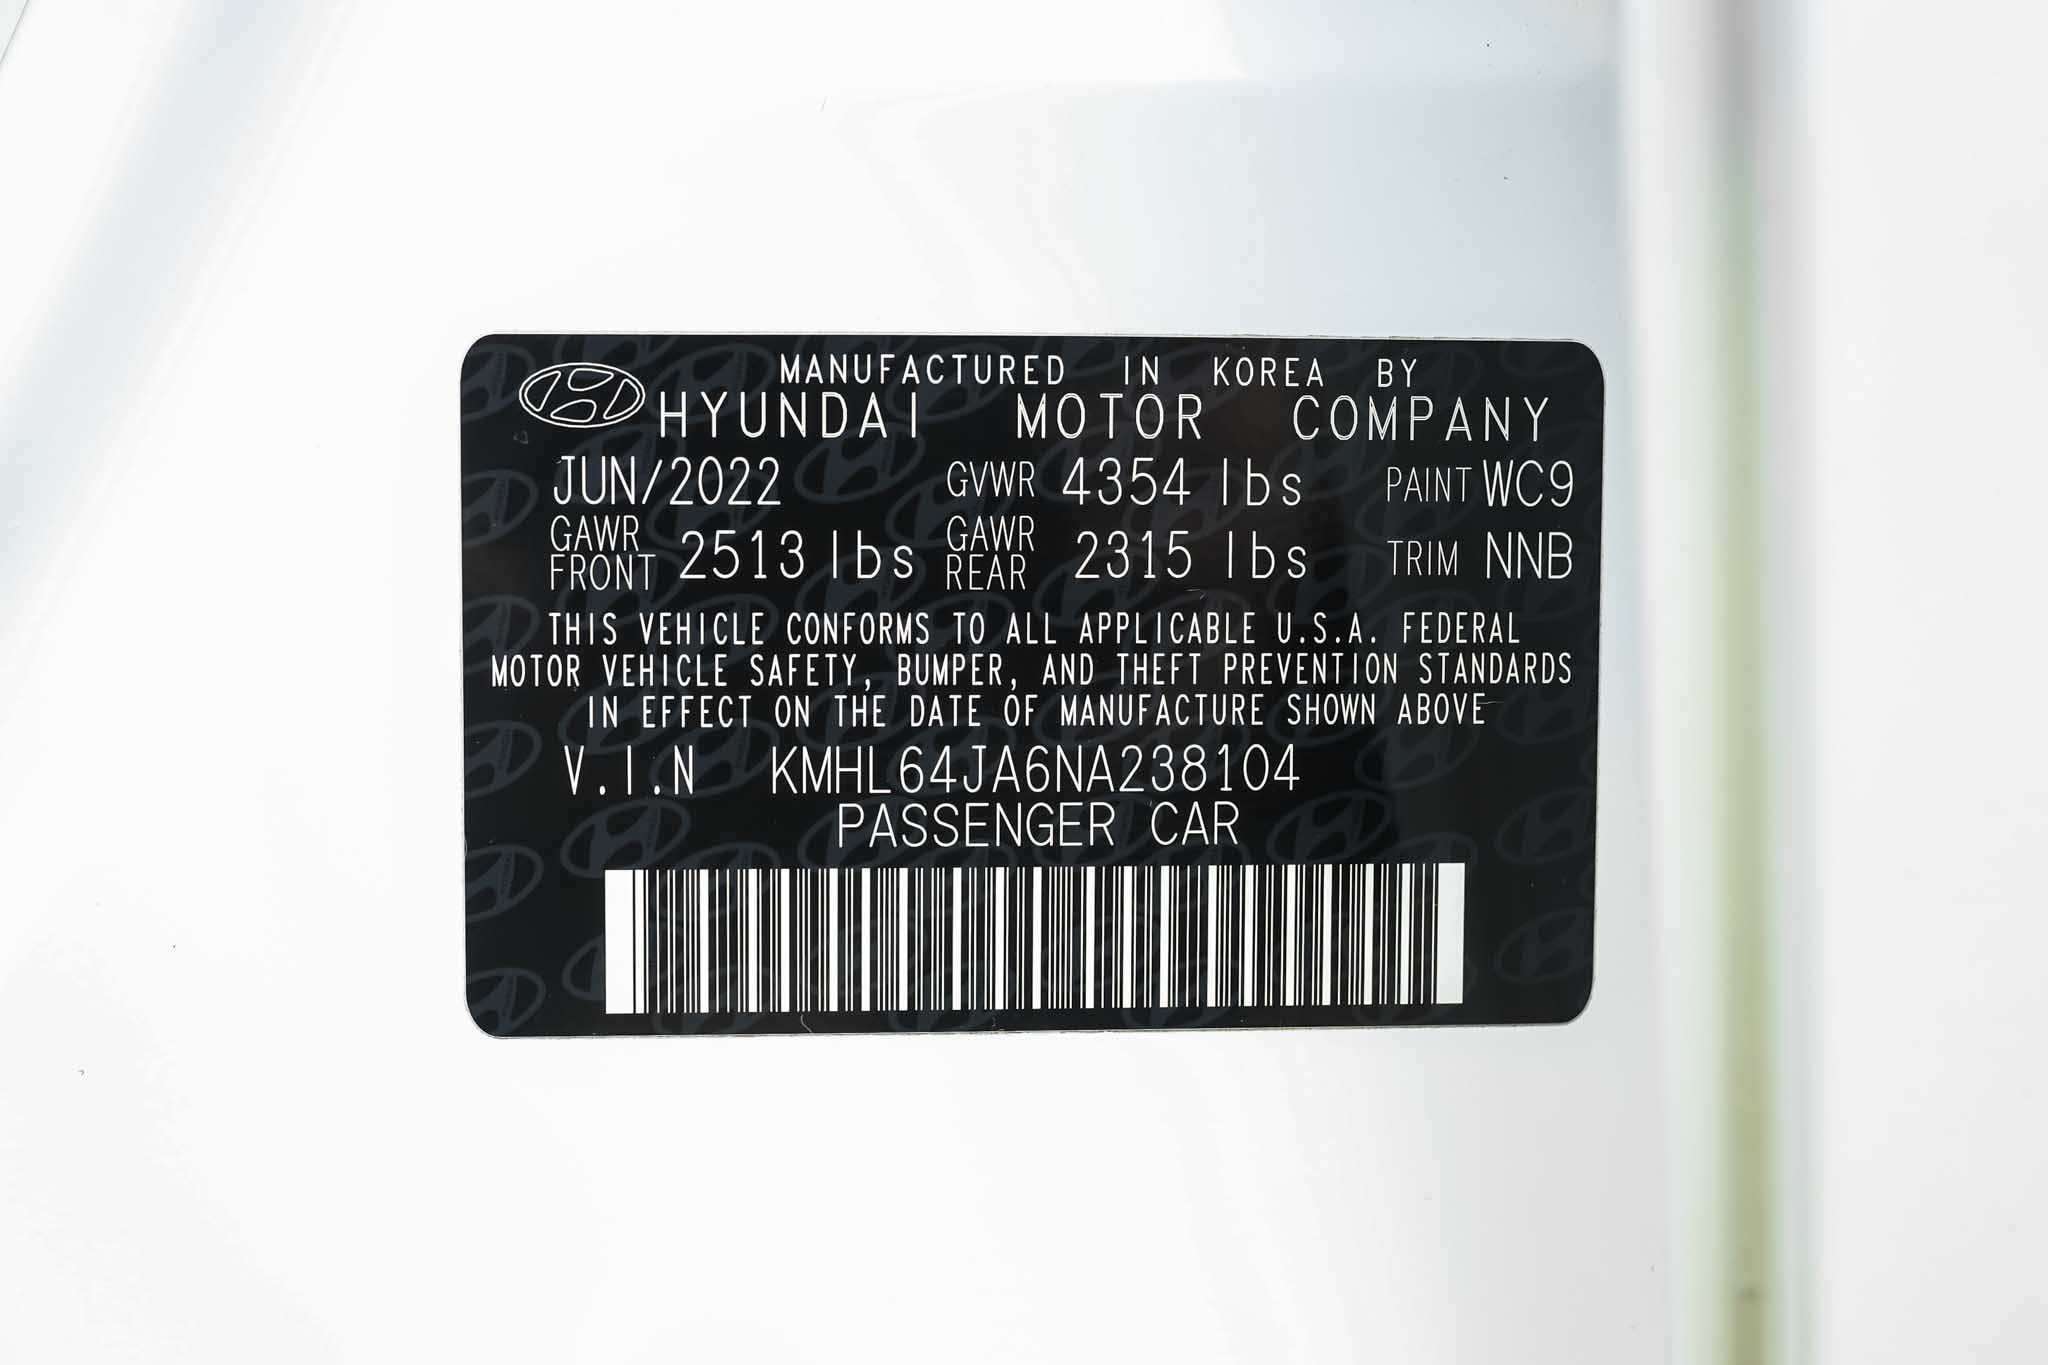 MANUFACTURED IN KOREA BY
HYUNDAI MOTOR COMPANY
JUN/2022 GVWR 4354 lbs PAINT WC9
GAWR FRONT 2513 lbs GAWR REAR 2315 lbs TRIM NNB
THIS VEHICLE CONFORMS TO ALL APPLICABLE U.S.A. FEDERAL
MOTOR VEHICLE SAFETY, BUMPER, AND THEFT PREVENTION STANDARDS
IN EFFECT ON THE DATE OF MANUFACTURE SHOWN ABOVE
V.I.N KMHL64JA6NA238104
PASSENGER CAR